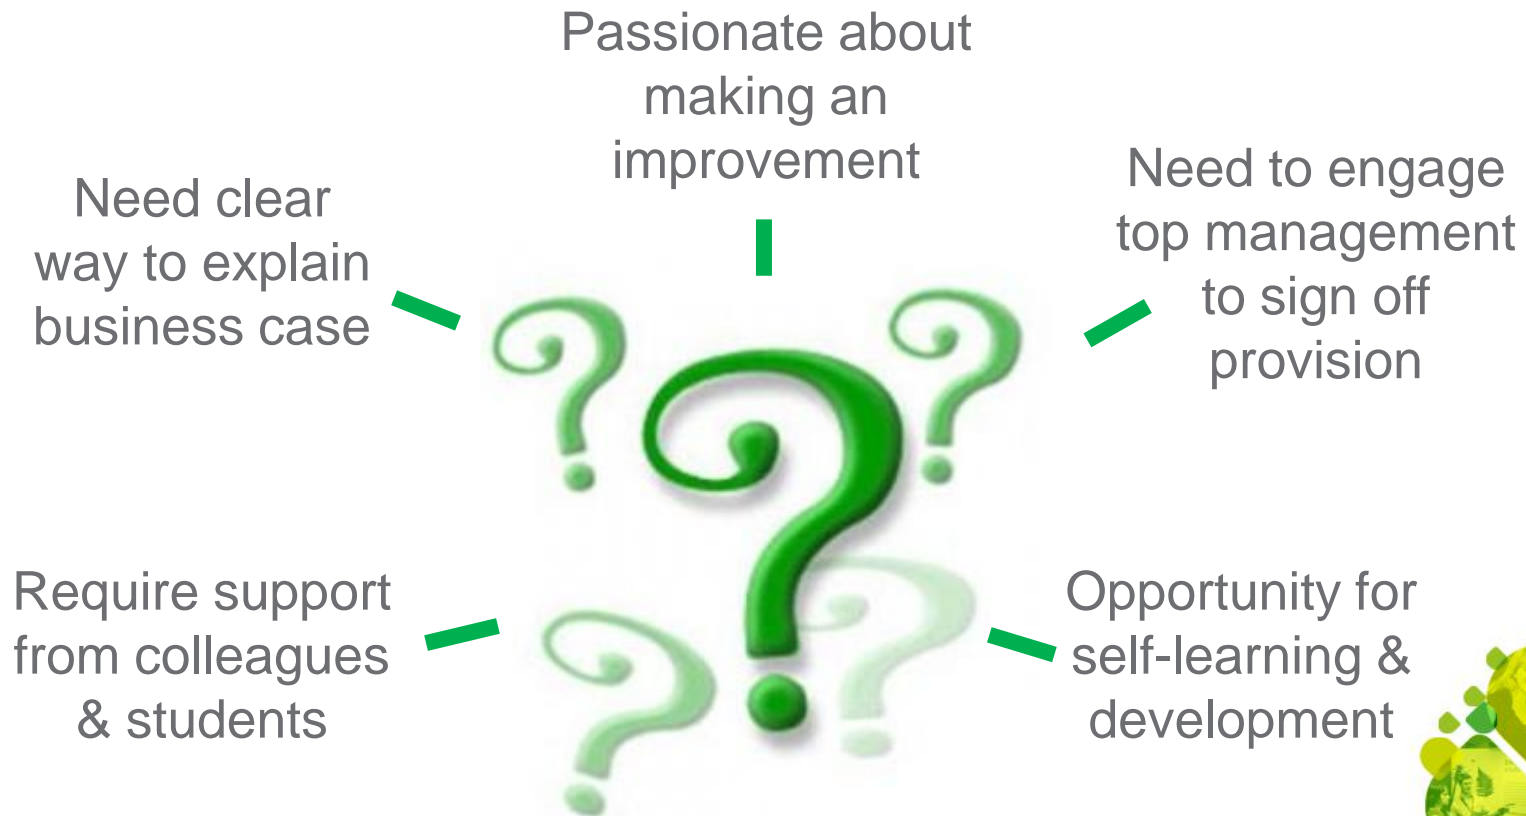 Passionate about
making an
improvement
Need clear
way to explain
business case
Need to engage
top management
to sign off
provision
Require support
from colleagues
& students
Opportunity for
self-learning &
development